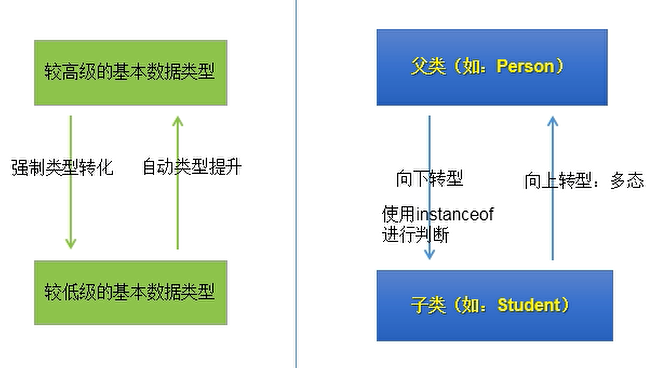 较高级的基本数据类型
强制类型转化
自动类型提升
较低级的基本数据类型
父类（如：Person）
向下转型
使用instanceof
进行判断
向上转型：多态
子类（如：Student）